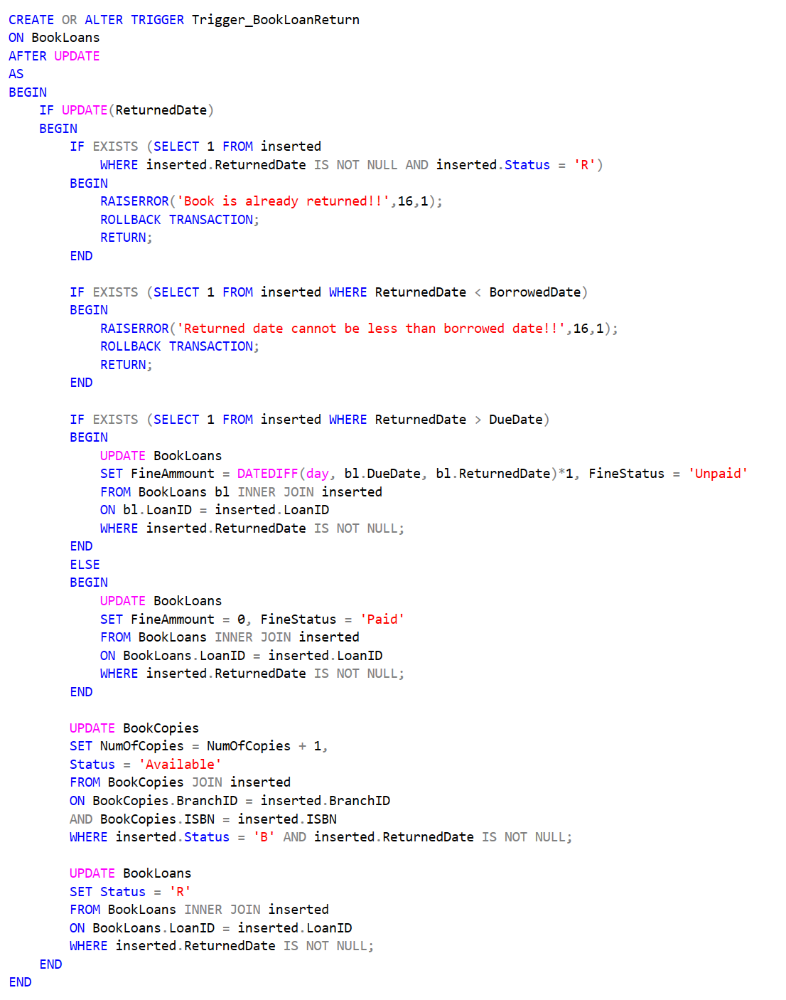 CREATE OR ALTER TRIGGER Trigger_BookLoanReturn
ON BookLoans
AFTER UPDATE
AS
BEGIN
    IF UPDATE(ReturnedDate)
    BEGIN
        IF EXISTS (SELECT 1 FROM inserted
            WHERE inserted.ReturnedDate IS NOT NULL AND inserted.Status = 'R')
        BEGIN
            RAISERROR('Book is already returned!!',16,1);
            ROLLBACK TRANSACTION;
            RETURN;
        END

        IF EXISTS (SELECT 1 FROM inserted WHERE ReturnedDate < BorrowedDate)
        BEGIN
            RAISERROR('Returned date cannot be less than borrowed date!!',16,1);
            ROLLBACK TRANSACTION;
            RETURN;
        END

        IF EXISTS (SELECT 1 FROM inserted WHERE ReturnedDate > DueDate)
        BEGIN
            UPDATE BookLoans
            SET FineAmmount = DATEDIFF(day, bl.DueDate, bl.ReturnedDate)*1, FineStatus = 'Unpaid'
            FROM BookLoans bl INNER JOIN inserted
            ON bl.LoanID = inserted.LoanID
            WHERE inserted.ReturnedDate IS NOT NULL;
        END
        ELSE
        BEGIN
            UPDATE BookLoans
            SET FineAmmount = 0, FineStatus = 'Paid'
            FROM BookLoans INNER JOIN inserted
            ON BookLoans.LoanID = inserted.LoanID
            WHERE inserted.ReturnedDate IS NOT NULL;
        END

        UPDATE BookCopies
        SET NumOfCopies = NumOfCopies + 1,
        Status = 'Available'
        FROM BookCopies JOIN inserted
        ON BookCopies.BranchID = inserted.BranchID
        AND BookCopies.ISBN = inserted.ISBN
        WHERE inserted.Status = 'B' AND inserted.ReturnedDate IS NOT NULL;

        UPDATE BookLoans
        SET Status = 'R'
        FROM BookLoans INNER JOIN inserted
        ON BookLoans.LoanID = inserted.LoanID
        WHERE inserted.ReturnedDate IS NOT NULL;
    END
END